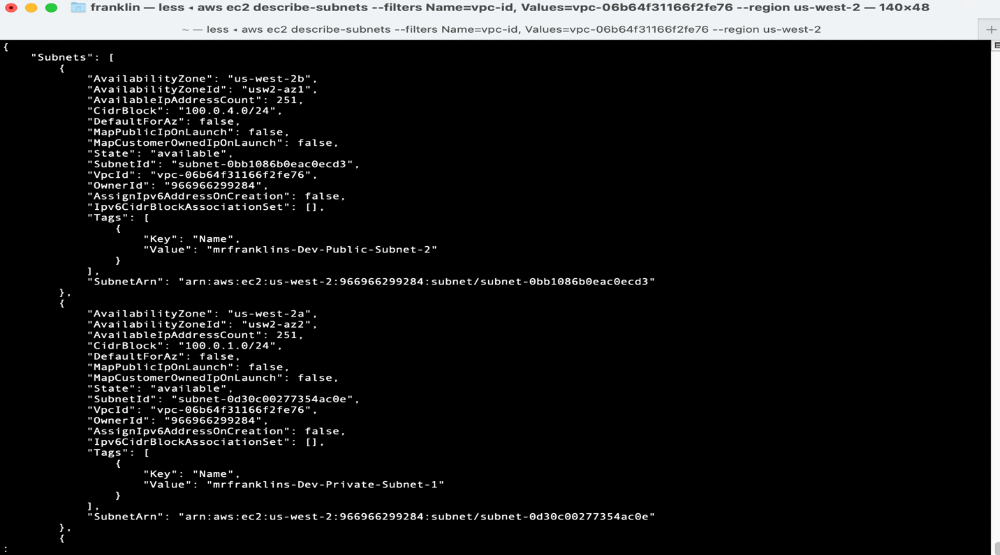 franklin — less ◂ aws ec2 describe-subnets --filters Name=vpc-id, Values=vpc-06b64f31166f2fe76 --region us-west-2 — 140×48
~ — less ◂ aws ec2 describe-subnets --filters Name=vpc-id, Values=vpc-06b64f31166f2fe76 --region us-west-2
{
    "Subnets": [
        {
            "AvailabilityZone": "us-west-2b",
            "AvailabilityZoneId": "usw2-az1",
            "AvailableIpAddressCount": 251,
            "CidrBlock": "100.0.4.0/24",
            "DefaultForAz": false,
            "MapPublicIpOnLaunch": false,
            "MapCustomerOwnedIpOnLaunch": false,
            "State": "available",
            "SubnetId": "subnet-0bb1086b0eac0ecd3",
            "VpcId": "vpc-06b64f31166f2fe76",
            "OwnerId": "966966299284",
            "AssignIpv6AddressOnCreation": false,
            "Ipv6CidrBlockAssociationSet": [],
            "Tags": [
                {
                    "Key": "Name",
                    "Value": "mrfranklins-Dev-Public-Subnet-2"
                }
            ],
            "SubnetArn": "arn:aws:ec2:us-west-2:966966299284:subnet/subnet-0bb1086b0eac0ecd3"
        },
        {
            "AvailabilityZone": "us-west-2a",
            "AvailabilityZoneId": "usw2-az2",
            "AvailableIpAddressCount": 251,
            "CidrBlock": "100.0.1.0/24",
            "DefaultForAz": false,
            "MapPublicIpOnLaunch": false,
            "MapCustomerOwnedIpOnLaunch": false,
            "State": "available",
            "SubnetId": "subnet-0d30c00277354ac0e",
            "VpcId": "vpc-06b64f31166f2fe76",
            "OwnerId": "966966299284",
            "AssignIpv6AddressOnCreation": false,
            "Ipv6CidrBlockAssociationSet": [],
            "Tags": [
                {
                    "Key": "Name",
                    "Value": "mrfranklins-Dev-Private-Subnet-1"
                }
            ],
            "SubnetArn": "arn:aws:ec2:us-west-2:966966299284:subnet/subnet-0d30c00277354ac0e"
        },
        {
: